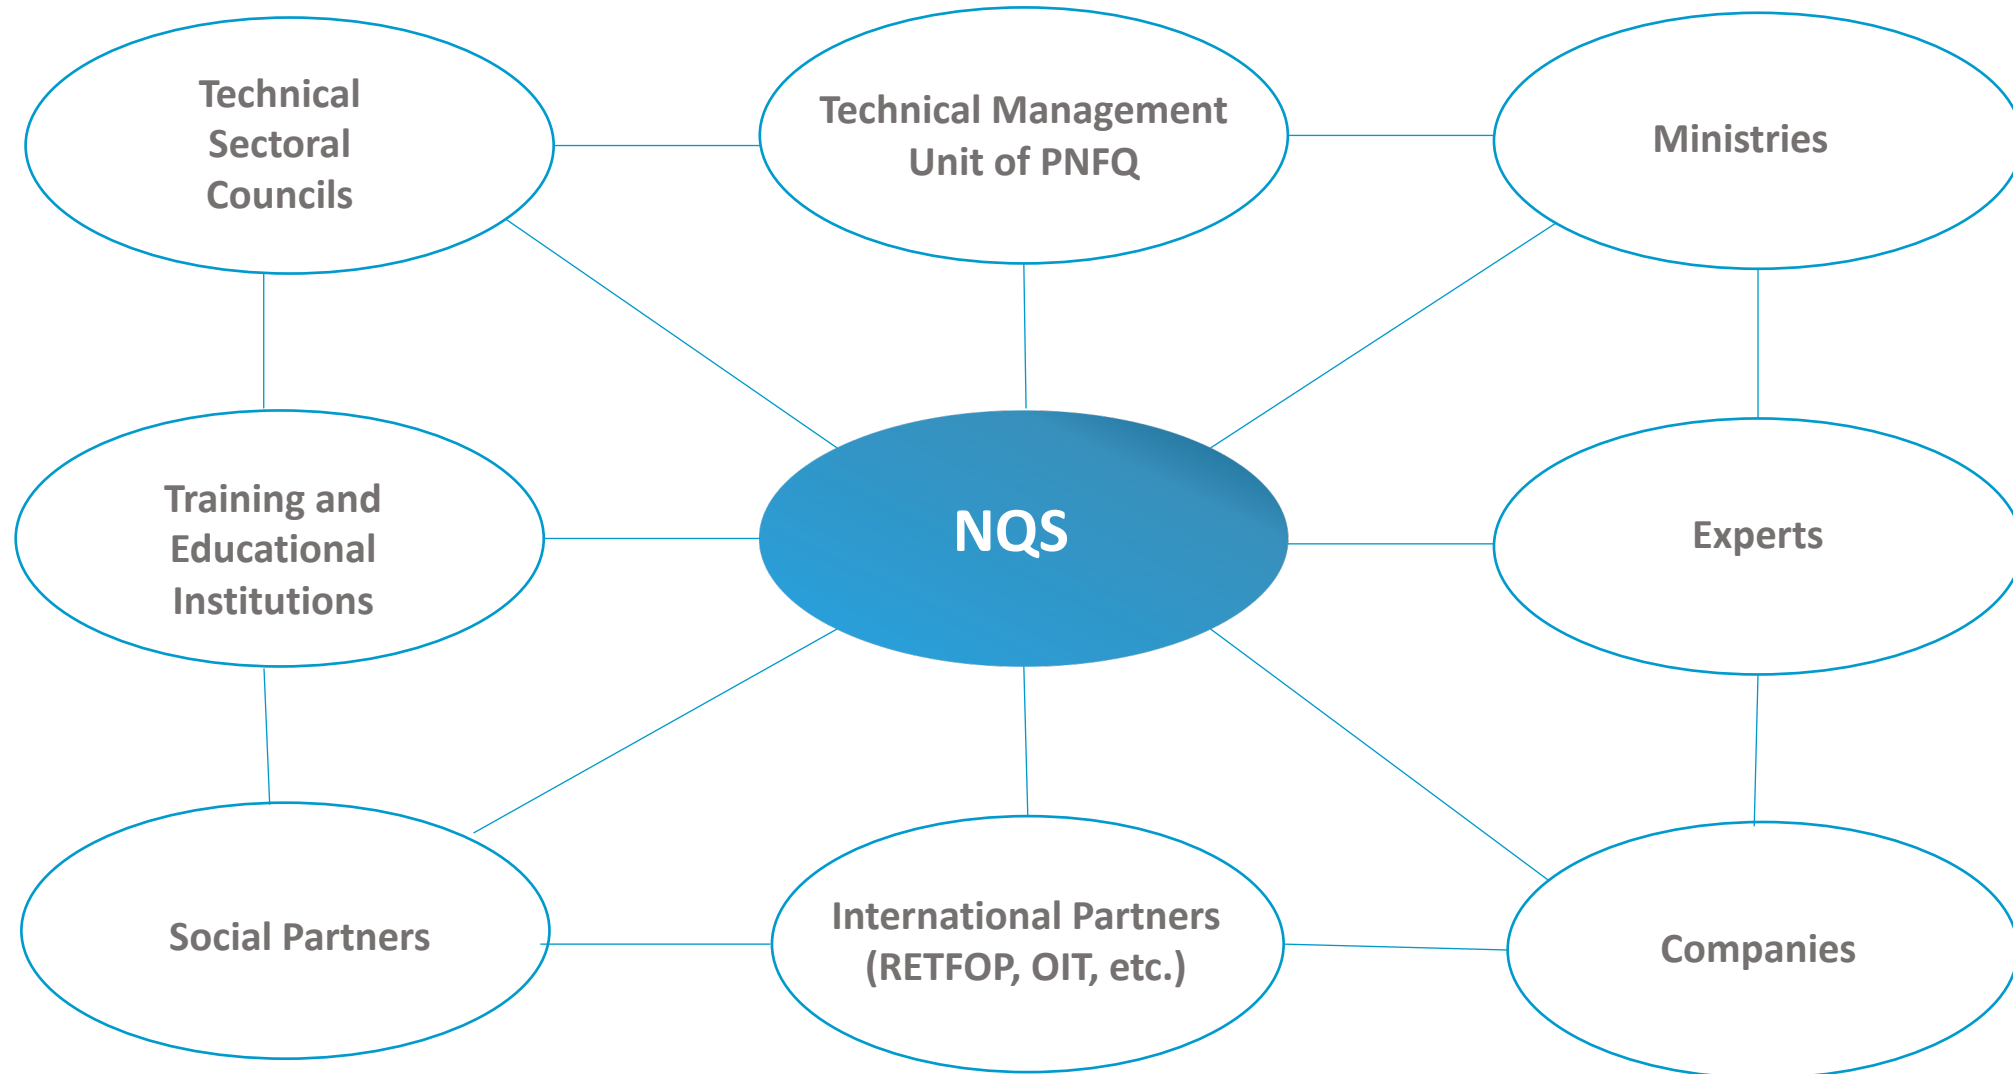 Technical
Sectoral
Councils
Technical Management
Unit of PNFQ
Ministries
Training and
Educational
Institutions
NQS
Experts
Social Partners
International Partners
(RETFOP, OIT, etc.)
Companies